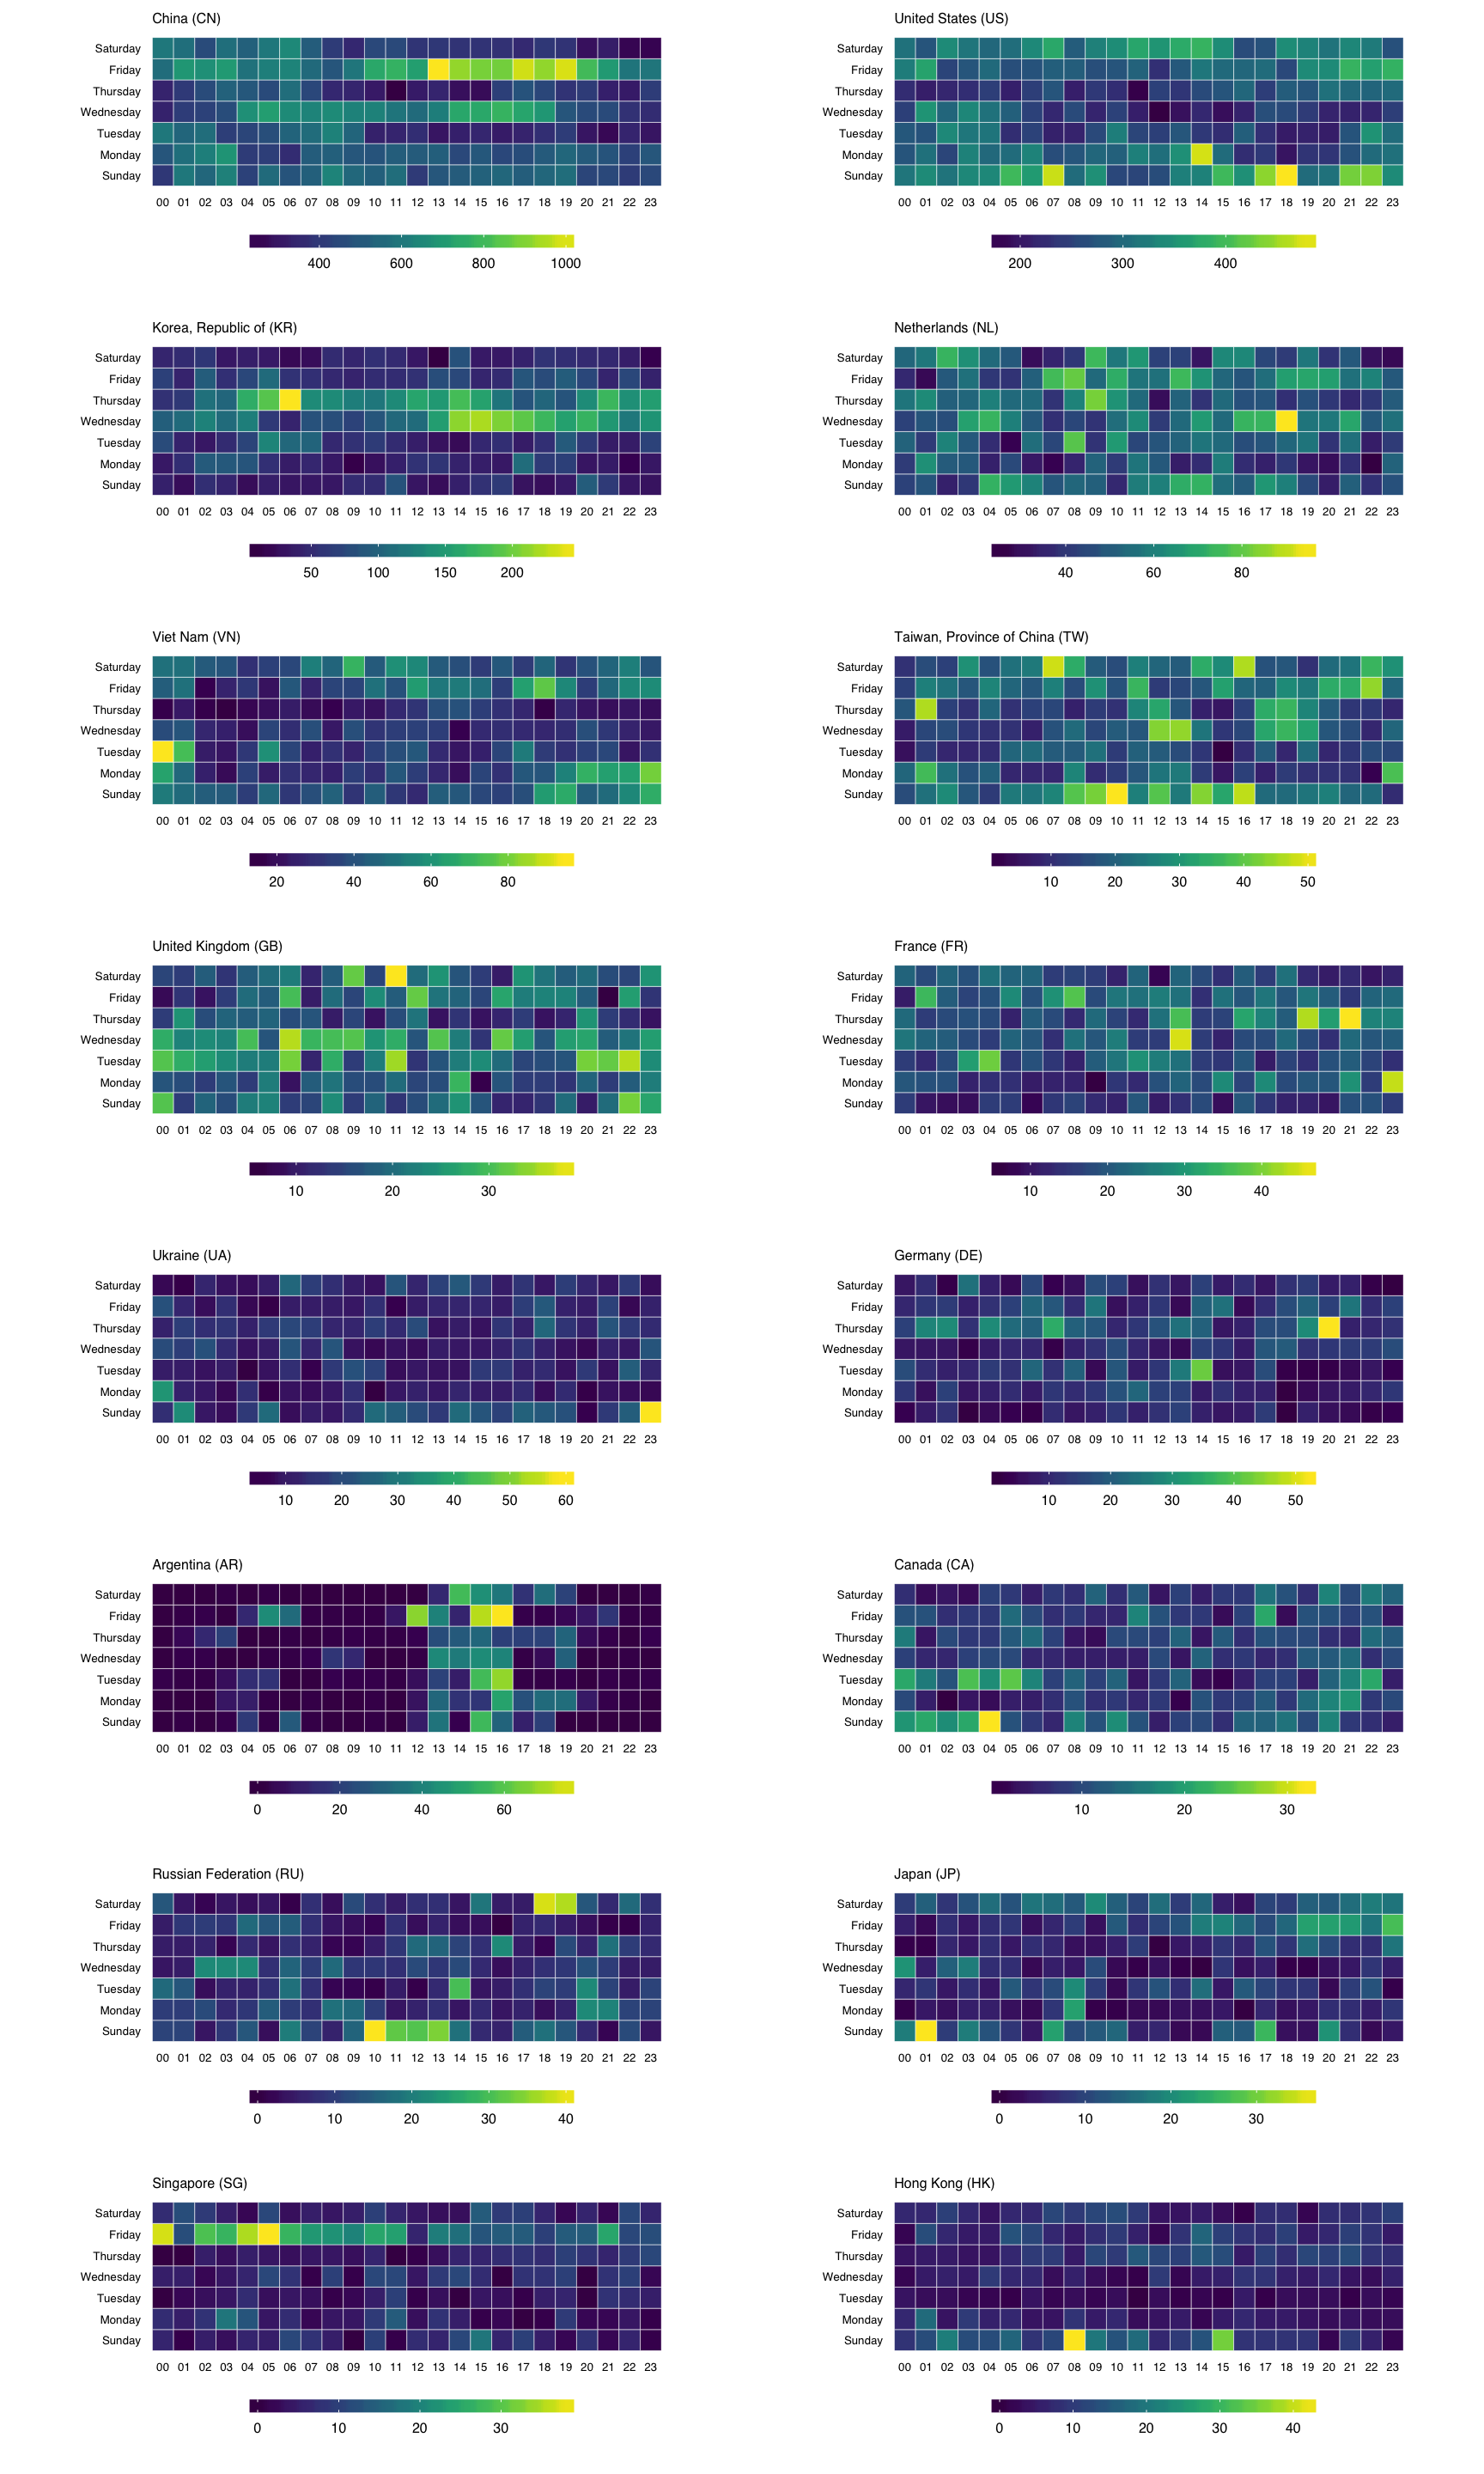 China (CN)
Saturday
Friday
Thursday
Wednesday
Tuesday
Monday
Sunday
00 01 02 03 04 05 06 07 08 09 10 11 12 13 14 15 16 17 18 19 20 21 22 23
400 600 800 1000
United States (US)
Saturday
Friday
Thursday
Wednesday
Tuesday
Monday
Sunday
00 01 02 03 04 05 06 07 08 09 10 11 12 13 14 15 16 17 18 19 20 21 22 23
200 300 400
Korea, Republic of (KR)
Saturday
Friday
Thursday
Wednesday
Tuesday
Monday
Sunday
00 01 02 03 04 05 06 07 08 09 10 11 12 13 14 15 16 17 18 19 20 21 22 23
50 100 150 200
Netherlands (NL)
Saturday
Friday
Thursday
Wednesday
Tuesday
Monday
Sunday
00 01 02 03 04 05 06 07 08 09 10 11 12 13 14 15 16 17 18 19 20 21 22 23
40 60 80
Viet Nam (VN)
Saturday
Friday
Thursday
Wednesday
Tuesday
Monday
Sunday
00 01 02 03 04 05 06 07 08 09 10 11 12 13 14 15 16 17 18 19 20 21 22 23
20 40 60 80
Taiwan, Province of China (TW)
Saturday
Friday
Thursday
Wednesday
Tuesday
Monday
Sunday
00 01 02 03 04 05 06 07 08 09 10 11 12 13 14 15 16 17 18 19 20 21 22 23
10 20 30 40 50
United Kingdom (GB)
Saturday
Friday
Thursday
Wednesday
Tuesday
Monday
Sunday
00 01 02 03 04 05 06 07 08 09 10 11 12 13 14 15 16 17 18 19 20 21 22 23
10 20 30
France (FR)
Saturday
Friday
Thursday
Wednesday
Tuesday
Monday
Sunday
00 01 02 03 04 05 06 07 08 09 10 11 12 13 14 15 16 17 18 19 20 21 22 23
10 20 30 40
Ukraine (UA)
Saturday
Friday
Thursday
Wednesday
Tuesday
Monday
Sunday
00 01 02 03 04 05 06 07 08 09 10 11 12 13 14 15 16 17 18 19 20 21 22 23
10 20 30 40 50 60
Germany (DE)
Saturday
Friday
Thursday
Wednesday
Tuesday
Monday
Sunday
00 01 02 03 04 05 06 07 08 09 10 11 12 13 14 15 16 17 18 19 20 21 22 23
10 20 30 40 50
Argentina (AR)
Saturday
Friday
Thursday
Wednesday
Tuesday
Monday
Sunday
00 01 02 03 04 05 06 07 08 09 10 11 12 13 14 15 16 17 18 19 20 21 22 23
0 20 40 60
Canada (CA)
Saturday
Friday
Thursday
Wednesday
Tuesday
Monday
Sunday
00 01 02 03 04 05 06 07 08 09 10 11 12 13 14 15 16 17 18 19 20 21 22 23
10 20 30
Russian Federation (RU)
Saturday
Friday
Thursday
Wednesday
Tuesday
Monday
Sunday
00 01 02 03 04 05 06 07 08 09 10 11 12 13 14 15 16 17 18 19 20 21 22 23
0 10 20 30 40
Japan (JP)
Saturday
Friday
Thursday
Wednesday
Tuesday
Monday
Sunday
00 01 02 03 04 05 06 07 08 09 10 11 12 13 14 15 16 17 18 19 20 21 22 23
0 10 20 30
Singapore (SG)
Saturday
Friday
Thursday
Wednesday
Tuesday
Monday
Sunday
00 01 02 03 04 05 06 07 08 09 10 11 12 13 14 15 16 17 18 19 20 21 22 23
0 10 20 30
Hong Kong (HK)
Saturday
Friday
Thursday
Wednesday
Tuesday
Monday
Sunday
00 01 02 03 04 05 06 07 08 09 10 11 12 13 14 15 16 17 18 19 20 21 22 23
0 10 20 30 40